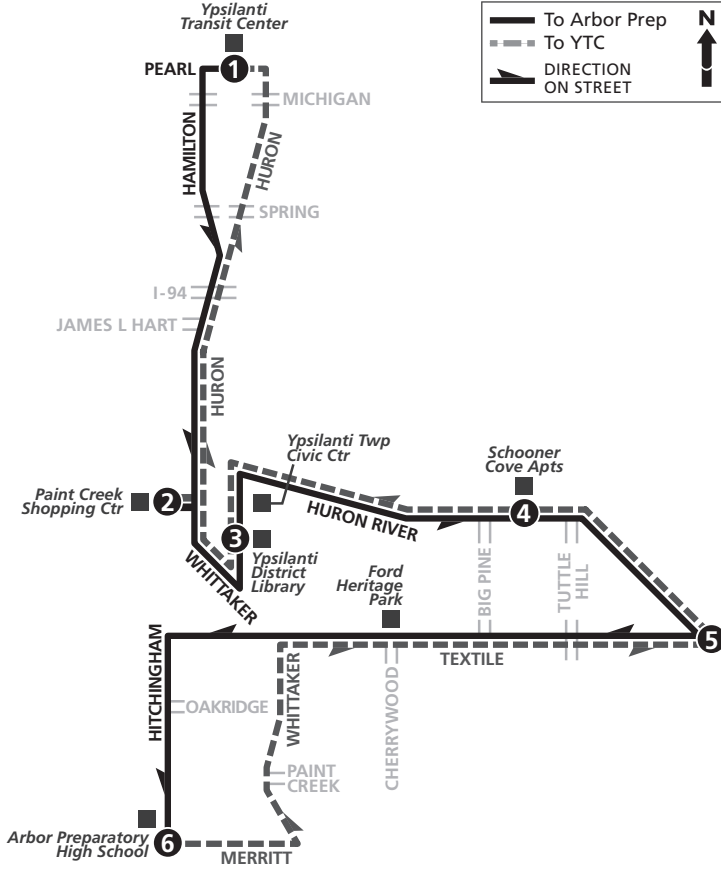 Ypsilanti
Transit Center
To Arbor Prep
To YTC
DIRECTION
ON STREET
N
PEARL
1
MICHIGAN
HAMILTON
HURON
SPRING
I-94
JAMES L HART
HURON
Ypsilanti Twp
Civic Ctr
Schooner
Cove Apts
Paint Creek
Shopping Ctr
2
HURON RIVER
4
3
WHITTAKER
Ypsilanti
District
Library
Ford
Heritage
Park
BIG PINE
TUTTLE
HILL
5
HITCHINGHAM
WHITTAKER
TEXTILE
OAKRIDGE
CHERRYWOOD
PAINT
CREEK
Arbor Preparatory
High School
6
MERRITT